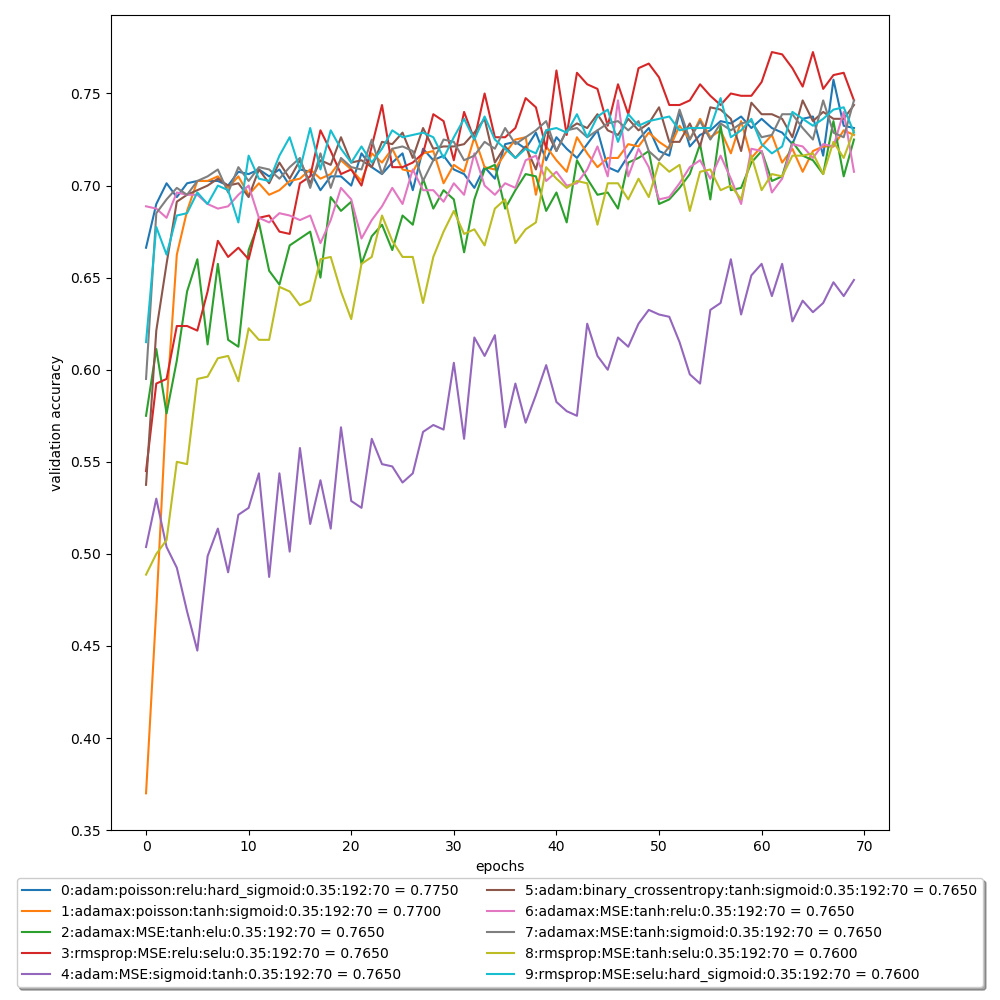 0.75
0.70
0.65
0.60
0.55
0.50
0.45
0.40
0.35
validation accuracy
0 10 20 30 40 50 60 70
epochs
0:adam:poisson:relu:hard_sigmoid:0.35:192:70 = 0.7750
1:adamax:poisson:tanh:sigmoid:0.35:192:70 = 0.7700
2:adamax:MSE:tanh:elu:0.35:192:70 = 0.7650
3:rmsprop:MSE:relu:selu:0.35:192:70 = 0.7650
4:adam:MSE:sigmoid:tanh:0.35:192:70 = 0.7650
5:adam:binary_crossentropy:tanh:sigmoid:0.35:192:70 = 0.7650
6:adamax:MSE:tanh:relu:0.35:192:70 = 0.7650
7:adamax:MSE:tanh:sigmoid:0.35:192:70 = 0.7650
8:rmsprop:MSE:tanh:selu:0.35:192:70 = 0.7600
9:rmsprop:MSE:selu:hard_sigmoid:0.35:192:70 = 0.7600